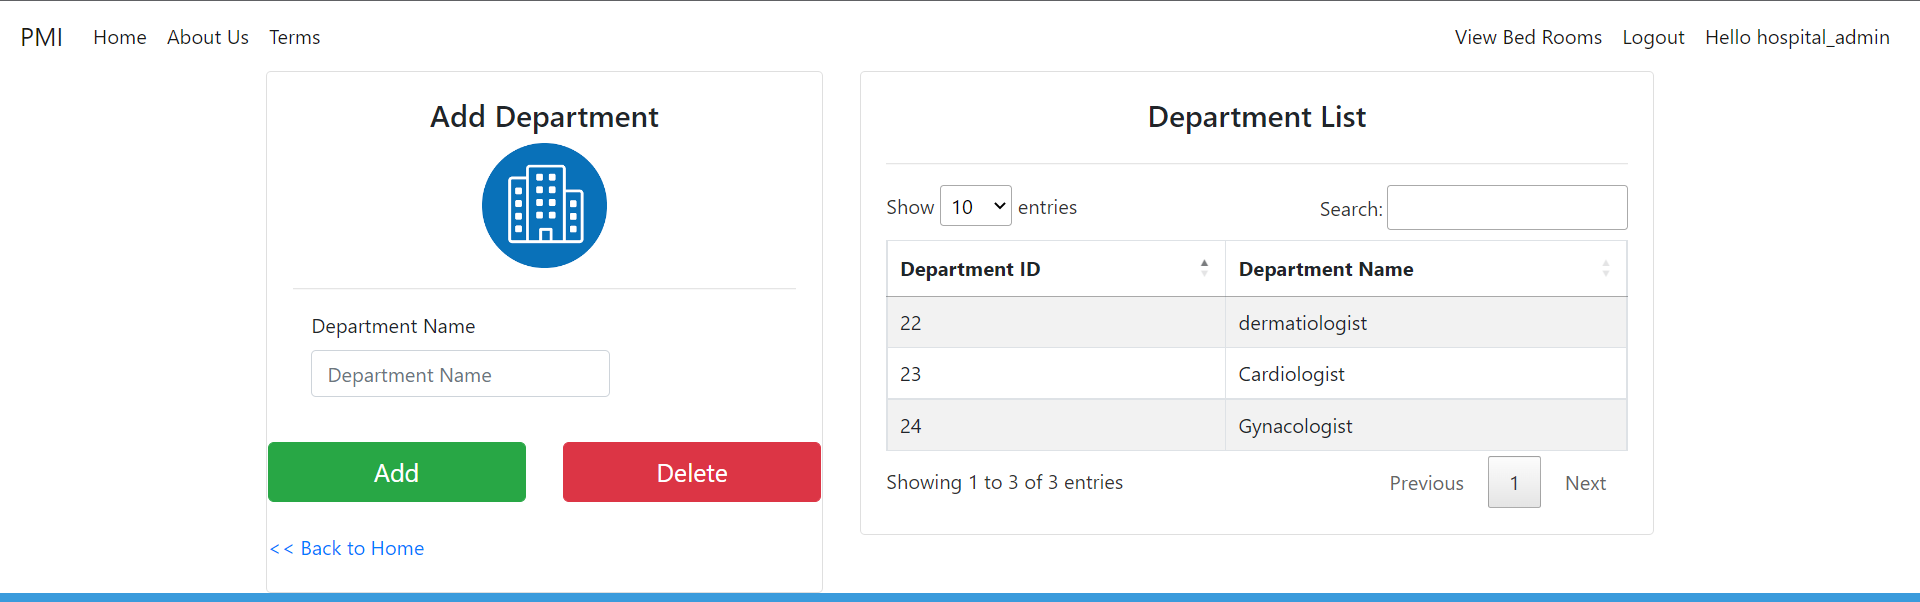 PMI Home About Us Terms View Bed Rooms Logout Hello hospital_admin
Add Department
Department Name
Department Name
Add Delete
<< Back to Home
Department List
Show 10 entries Search:
Department ID Department Name
22 dermatiologist
23 Cardiologist
24 Gynacologist
Showing 1 to 3 of 3 entries Previous 1 Next